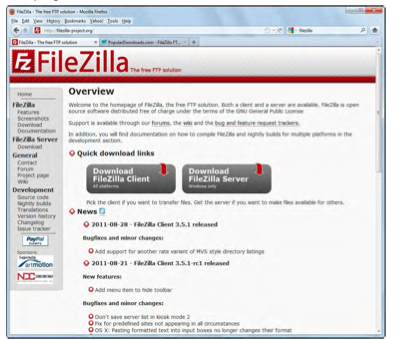 FileZilla - The free FTP solution - Mozilla Firefox
File Edit View History Bookmarks Yahoo! Tools Help
filezilla-project.org
filezilla
FileZilla - The free FTP solution
PopularDownloads.com - FileZilla FT...
FileZilla The free FTP solution
Home
FileZilla
Features
Screenshots
Download
Documentation
FileZilla Server
Download
General
Contact
Forum
Project page
Wiki
Development
Source code
Nightly builds
Translations
Version history
Changelog
Issue tracker
PayPal
Sponsors:
artmotion
Overview
Welcome to the homepage of FileZilla, the free FTP solution. Both a client and a server are available. FileZilla is open
source software distributed free of charge under the terms of the GNU General Public License
Support is available through our forums, the wiki and the bug and feature request trackers.
In addition, you will find documentation on how to compile FileZilla and nightly builds for multiple platforms in the
development section.
Quick download links
Download
FileZilla Client
All platforms
Download
FileZilla Server
Windows only
Pick the client if you want to transfer files. Get the server if you want to make files available for others.
News
2011-08-28 - FileZilla Client 3.5.1 released
Bugfixes and minor changes:
Add support for another rate variant of MVS style directory listings
2011-08-21 - FileZilla Client 3.5.1-rc1 released
New features:
Add menu item to hide toolbar
Bugfixes and minor changes:
Don't save server list in kiosk mode 2
Fix for predefined sites not appearing in all circumstances
OS X: Pasting formatted text into input boxes no longer changes their format